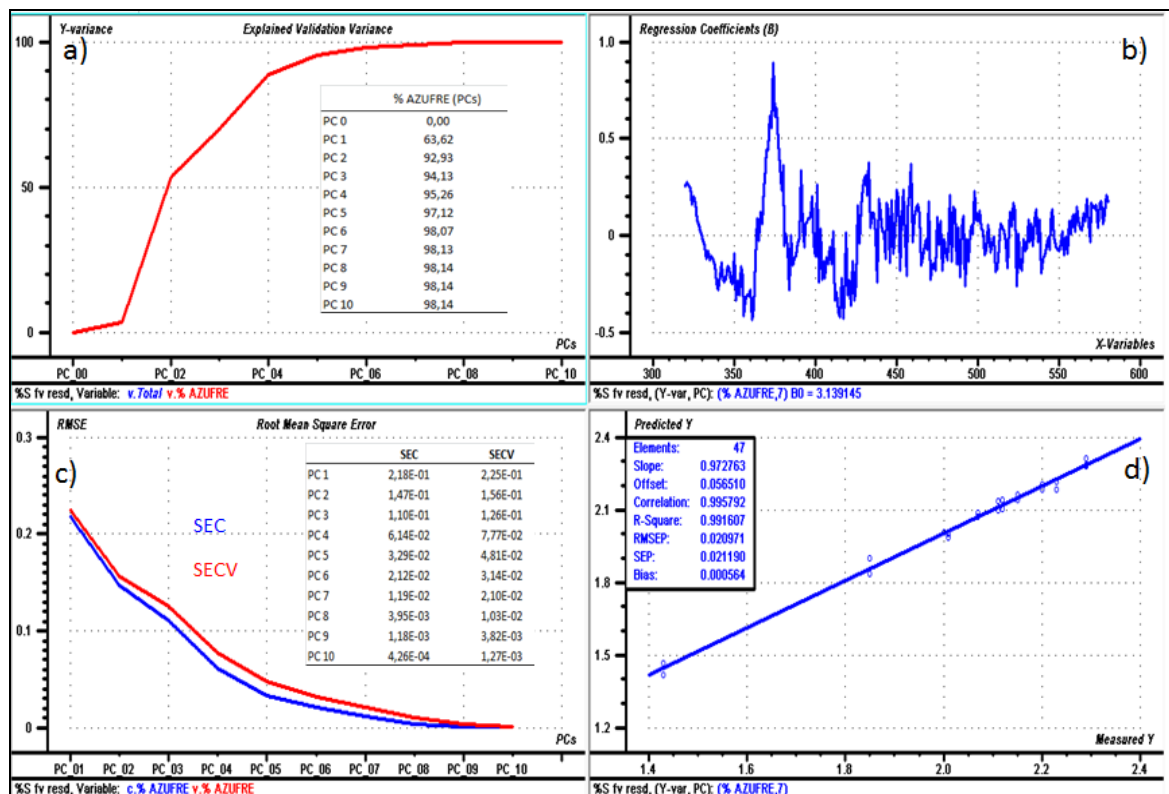 Y-variance Explained Validation Variance
a)
100
50
0
% AZUFRE (PCs)
PC 0 0,00
PC 1 63,62
PC 2 92,93
PC 3 94,13
PC 4 95,26
PC 5 97,12
PC 6 98,07
PC 7 98,13
PC 8 98,14
PC 9 98,14
PC 10 98,14
PCs
PC_00 PC_02 PC_04 PC_06 PC_08 PC_10
%S fv resd, Variable: v.Total v.% AZUFRE
Regression Coefficients (B)
b)
1.0
0.5
0
-0.5
X-Variables
300 350 400 450 500 550 600
%S fv resd, (Y-var, PC): (% AZUFRE,7) B0 = 3.139145
RMSE Root Mean Square Error
c)
0.3
0.2
0.1
0
SEC
SECV
SEC SECV
PC 1 2,18E-01 2,25E-01
PC 2 1,47E-01 1,56E-01
PC 3 1,10E-01 1,26E-01
PC 4 6,14E-02 7,77E-02
PC 5 3,29E-02 4,81E-02
PC 6 2,12E-02 3,14E-02
PC 7 1,19E-02 2,10E-02
PC 8 3,95E-03 1,03E-02
PC 9 1,18E-03 3,82E-03
PC 10 4,26E-04 1,27E-03
PCs
PC_01 PC_02 PC_03 PC_04 PC_05 PC_06 PC_07 PC_08 PC_09 PC_10
%S fv resd, Variable: c.% AZUFRE v.% AZUFRE
Predicted Y
d)
2.4
2.1
1.8
1.5
1.2
Elements: 47
Slope: 0.972763
Offset: 0.056510
Correlation: 0.995792
R-Square: 0.991607
RMSEP: 0.020971
SEP: 0.021190
Bias: 0.000564
Measured Y
1.4 1.6 1.8 2.0 2.2 2.4
%S fv resd, (Y-var, PC): (% AZUFRE,7)